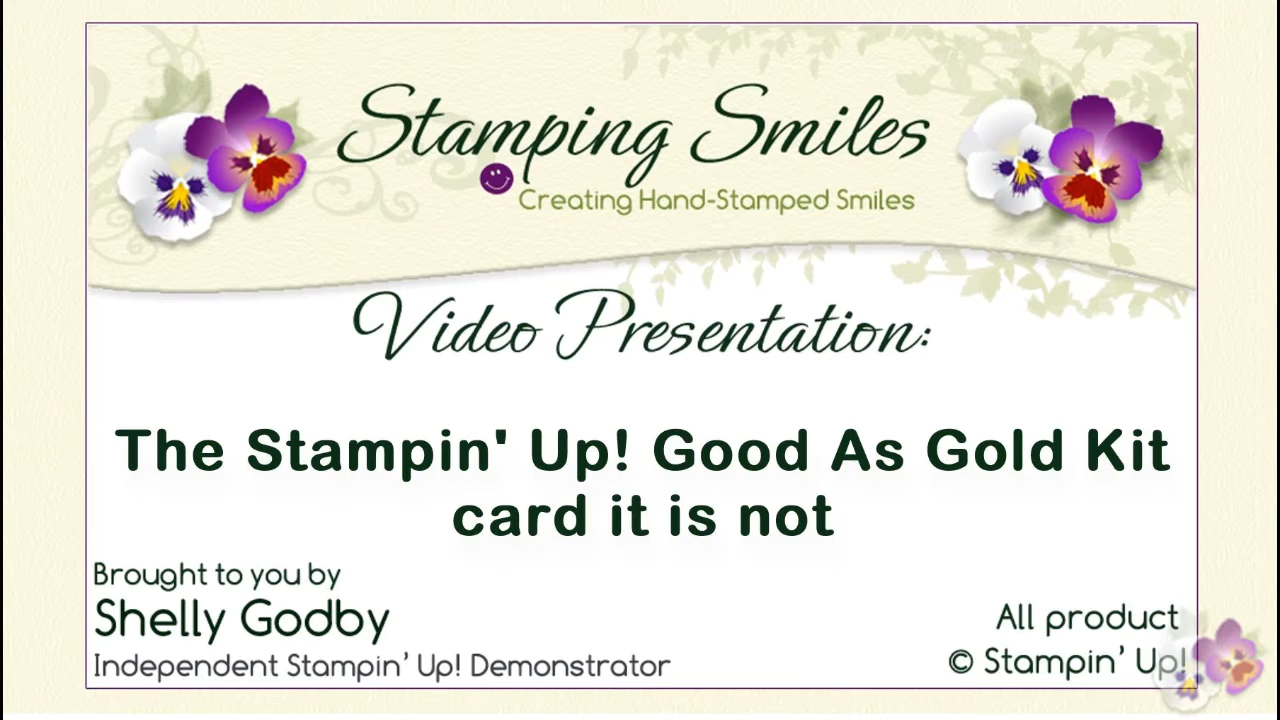 Stamping Smiles
Creating Hand-Stamped Smiles
Video Presentation:
The Stampin' Up! Good As Gold Kit
card it is not
Brought to you by
Shelly Godby
Independent Stampin' Up! Demonstrator
All product
© Stampin' Up!